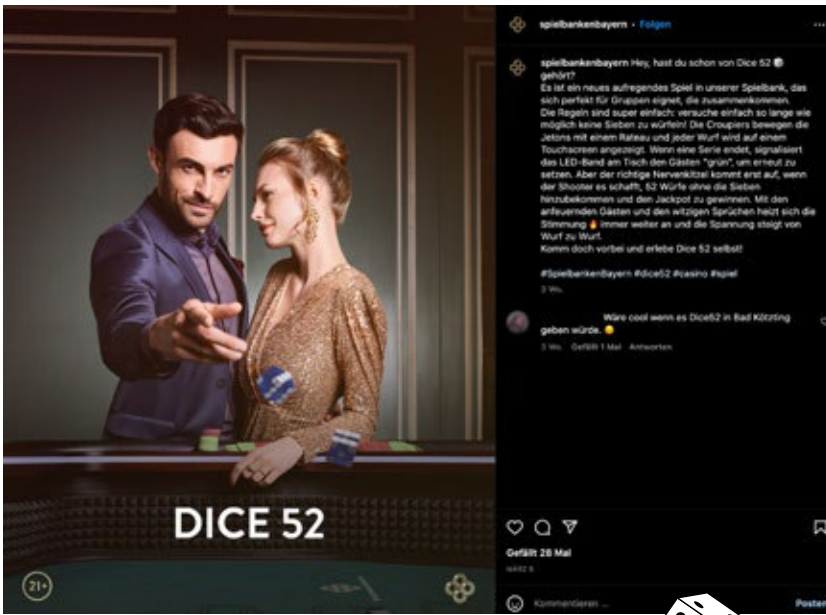 DICE 52
21+
spielbankenbayern • Folgen
spielbankenbayern Hey, hast du schon von Dice 52
gehört?
Es ist ein neues aufregendes Spiel in unserer Spielbank, das
sich perfekt für Gruppen eignet, die zusammenkommen.
Die Regeln sind super einfach: versuche einfach so lange wie
möglich keine Sieben zu würfeln! Die Croupiers bewegen die
Jetons mit einem Rateau und jeder Wurf wird auf einem
Touchscreen angezeigt. Wenn eine Serie endet, signalisiert
das LED-Band am Tisch den Gästen "grün", um erneut zu
setzen. Aber der richtige Nervenkitzel kommt erst auf, wenn
der Shooter es schafft, 52 Würfe ohne die Sieben
hinzubekommen und den Jackpot zu gewinnen. Mit den
anfeuernden Gästen und den witzigen Sprüchen heizt sich die
Stimmung 🔥 immer weiter an und die Spannung steigt von
Wurf zu Wurf.
Komm doch vorbei und erlebe Dice 52 selbst!
#SpielbankenBayern #dice52 #casino #spiel
3 Wo.
Wäre cool wenn es Dice52 in Bad Kötzting
geben würde.
3 Wo. Gefällt 1 Mal Antworten
Gefällt 28 Mal
MÄRZ 8
Kommentieren ...
Posten